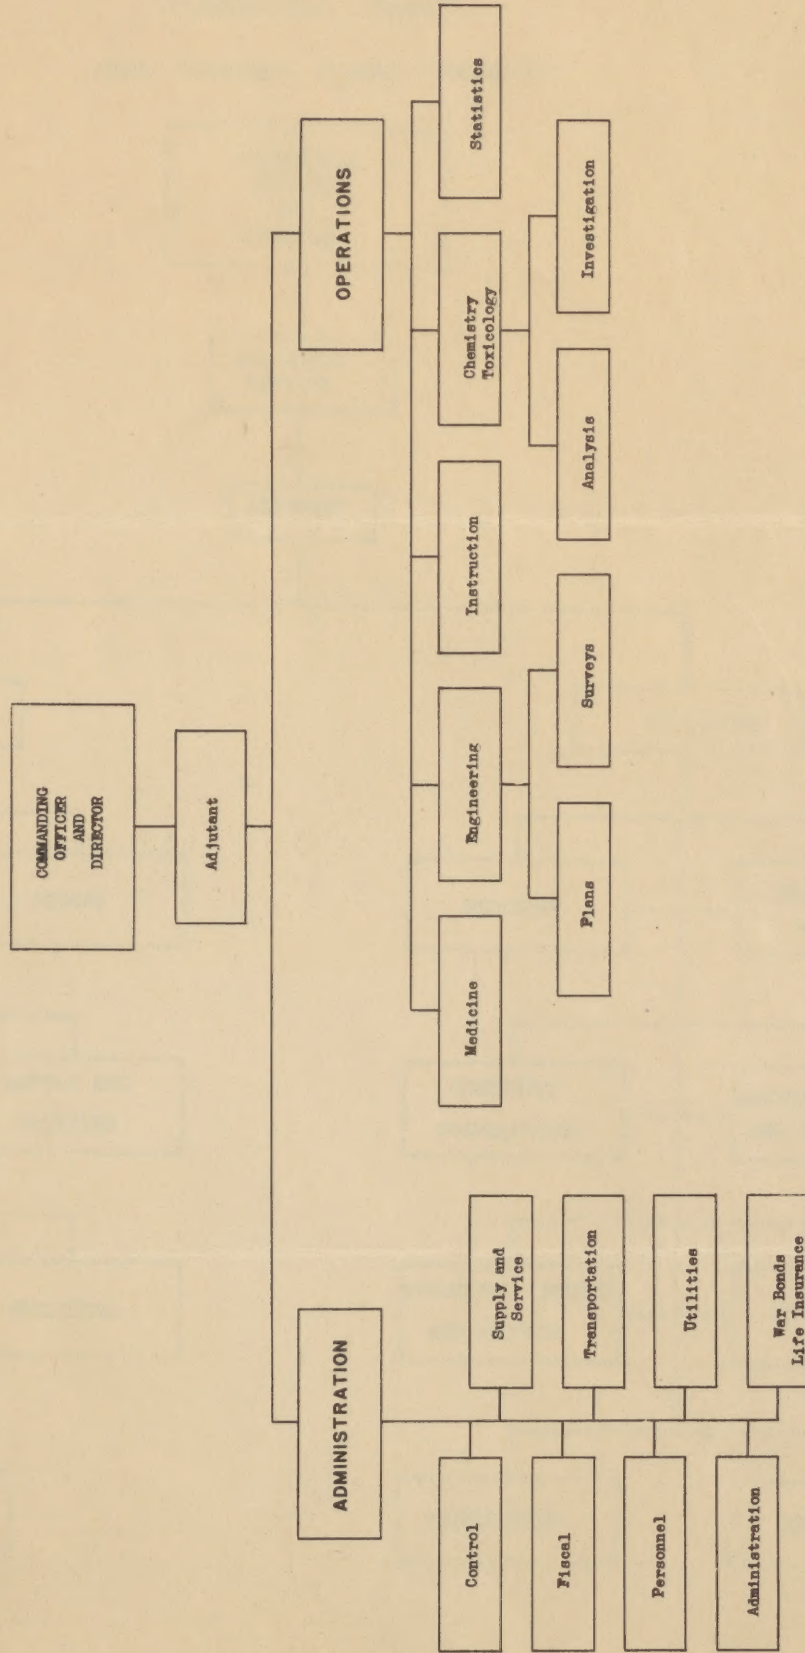 COMMANDING
OFFICER
AND
DIRECTOR
Adjutant
ADMINISTRATION
OPERATIONS
Control
Supply and
Service
Fiscal
Transportation
Personnel
Utilities
Administration
War Bonds
Life Insurance
Medicine
Engineering
Instruction
Chemistry
Toxicology
Statistics
Plans
Surveys
Analysis
Investigation